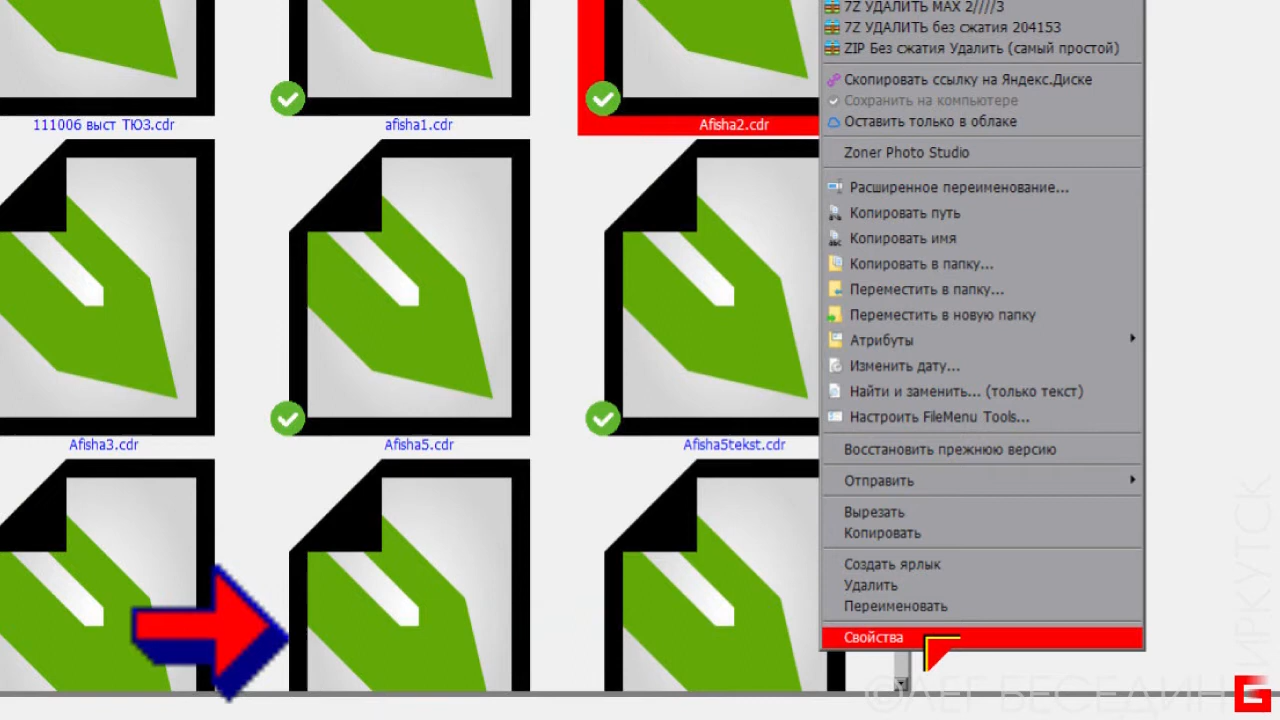 111006 выст ТЮЗ.cdr
afisha1.cdr
Afisha2.cdr
Afisha3.cdr
Afisha5.cdr
Afisha5tekst.cdr
7Z УДАЛИТЬ MAX 2////3
7Z УДАЛИТЬ без сжатия 204153
ZIP Без сжатия Удалить (самый простой)
Скопировать ссылку на Яндекс.Диске
Сохранить на компьютере
Оставить только в облаке
Zoner Photo Studio
Расширенное переименование...
Копировать путь
Копировать имя
Копировать в папку...
Переместить в папку...
Переместить в новую папку
Атрибуты
Изменить дату...
Найти и заменить... (только текст)
Настроить FileMenu Tools...
Восстановить прежнюю версию
Отправить
Вырезать
Копировать
Создать ярлык
Удалить
Переименовать
Свойства
ИРКУТСК
©ЛЕГ БЕСЕДИН